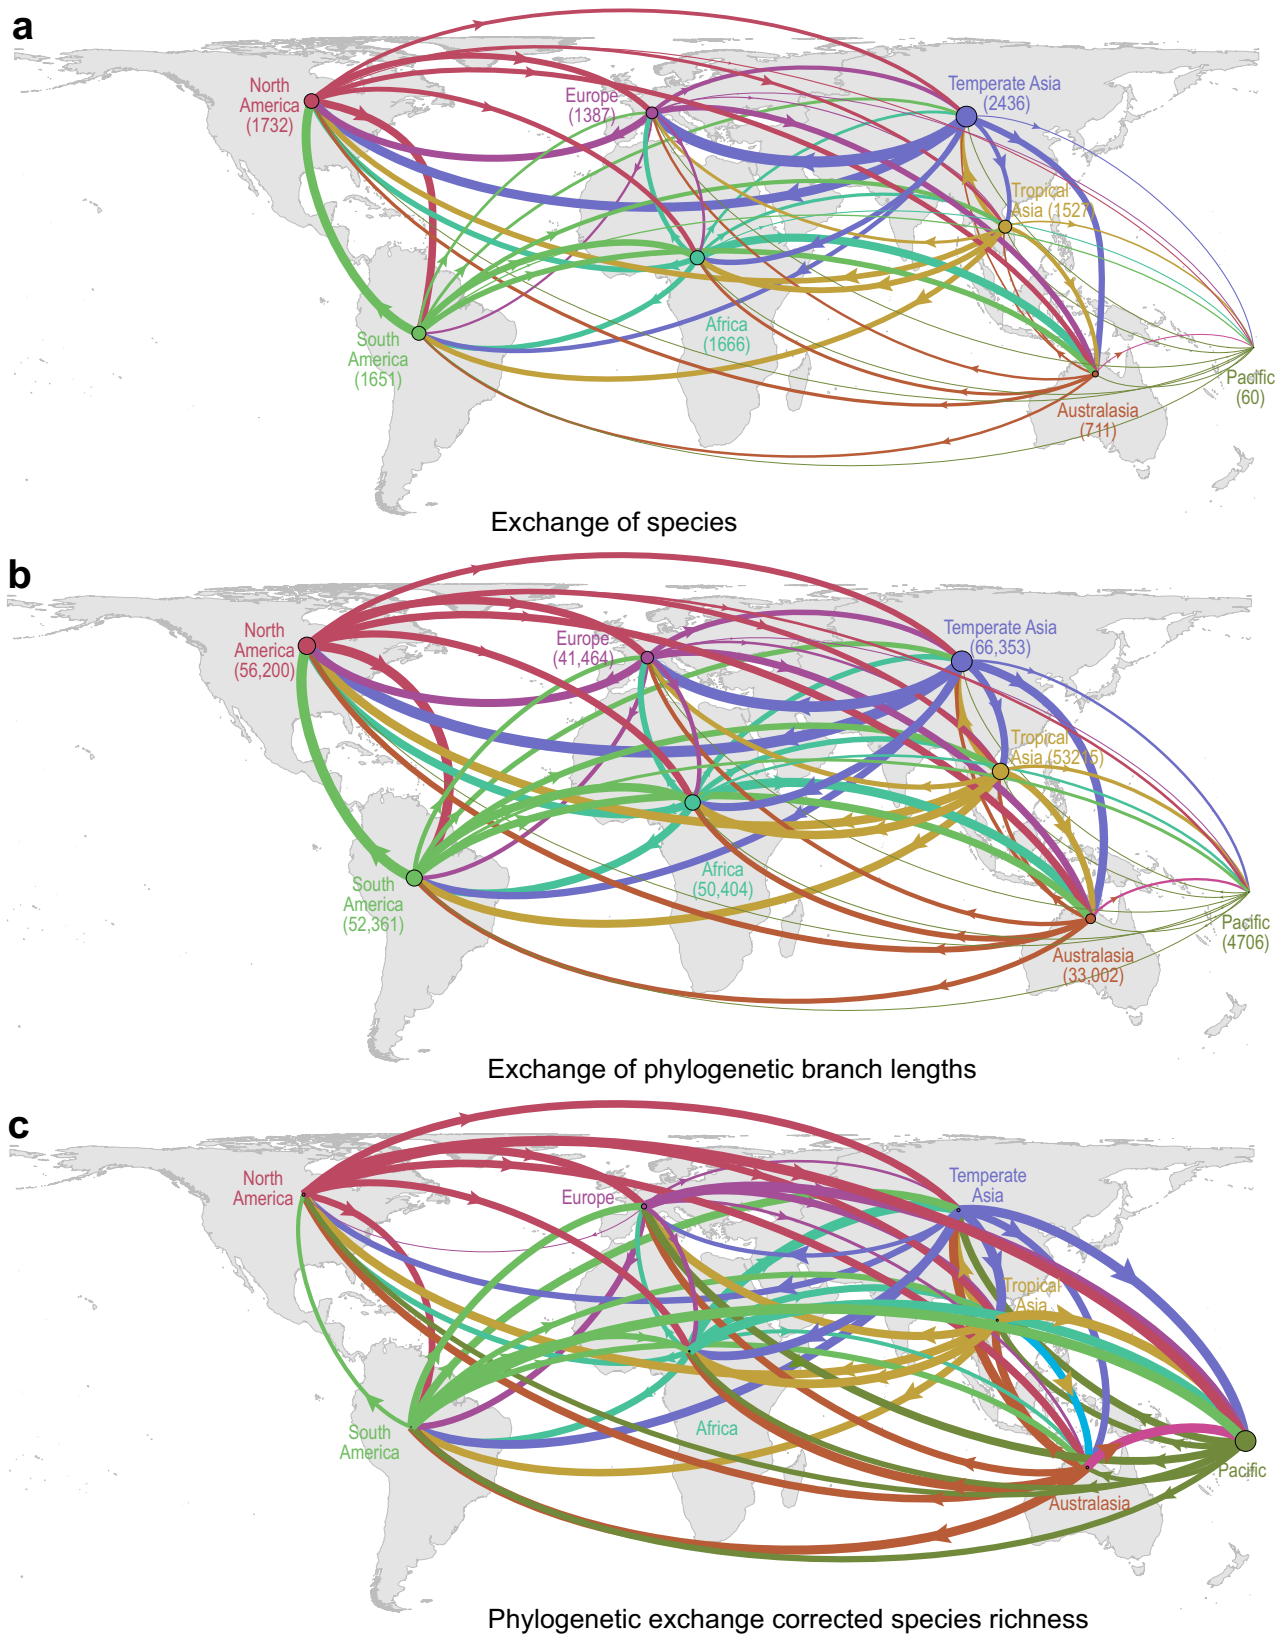 a
North
America
(1732)
Europe
(1387)
Temperate Asia
(2436)
Tropical
Asia (1527)
South
America
(1651)
Africa
(1666)
Pacific
(60)
Australasia
(711)
Exchange of species
b
North
America
(56,200)
Europe
(41,464)
Temperate Asia
(66,353)
Tropical
Asia (53215)
South
America
(52,361)
Africa
(50,404)
Pacific
(4706)
Australasia
(33,002)
Exchange of phylogenetic branch lengths
c
North
America
Europe
Temperate
Asia
Tropical
Asia
South
America
Africa
Pacific
Australasia
Phylogenetic exchange corrected species richness